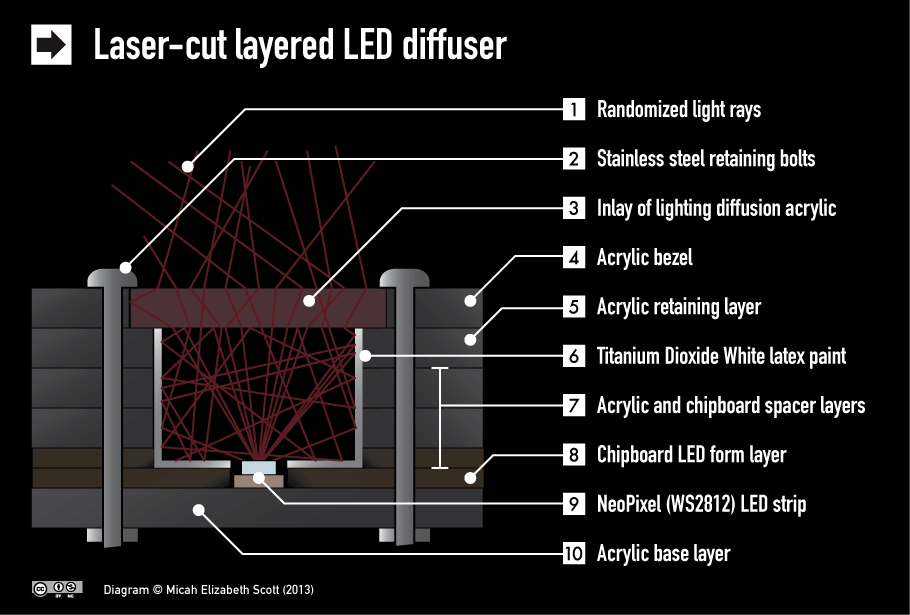 Laser-cut layered LED diffuser
1 Randomized light rays
2 Stainless steel retaining bolts
3 Inlay of lighting diffusion acrylic
4 Acrylic bezel
5 Acrylic retaining layer
6 Titanium Dioxide White latex paint
7 Acrylic and chipboard spacer layers
8 Chipboard LED form layer
9 NeoPixel (WS2812) LED strip
10 Acrylic base layer
cc
BY NC
Diagram © Micah Elizabeth Scott (2013)